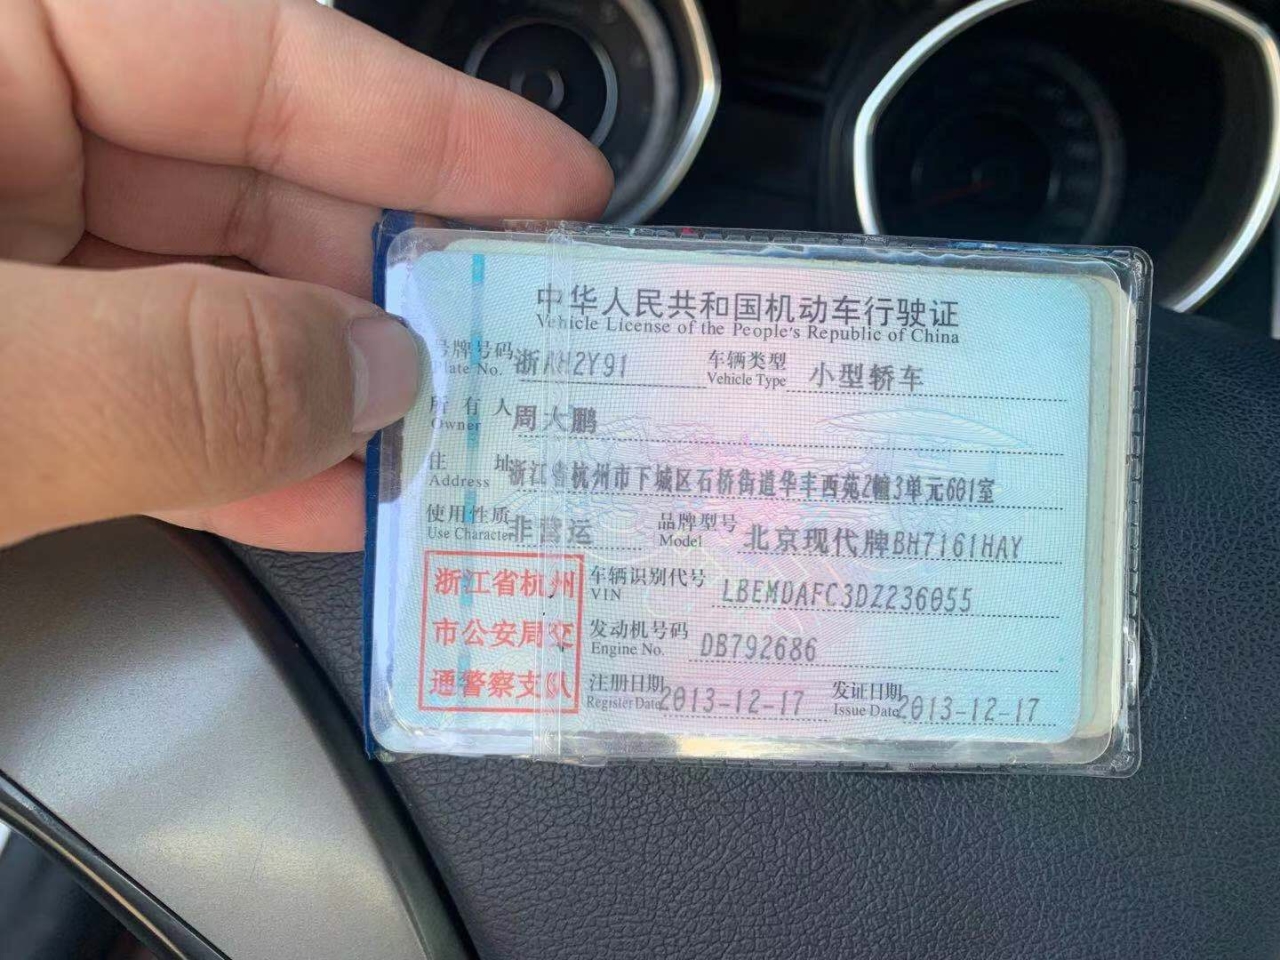 中华人民共和国机动车行驶证
Vehicle License of the People's Republic of China
号牌号码 浙AH2Y91 车辆类型 小型轿车
Plate No. Vehicle Type
所有人 周大鹏
Owner
住址 浙江省杭州市下城区石桥街道华丰西苑2幢3单元601室
Address
使用性质 非营运 品牌型号 北京现代牌BH7161HAY
Use Character Model
浙江省杭州 车辆识别代号 LBEMDAFC3DZ236055
VIN
市公安局交 发动机号码 DB792686
Engine No.
通警察支队 注册日期 2013-12-17 发证日期 2013-12-17
Register Date Issue Date